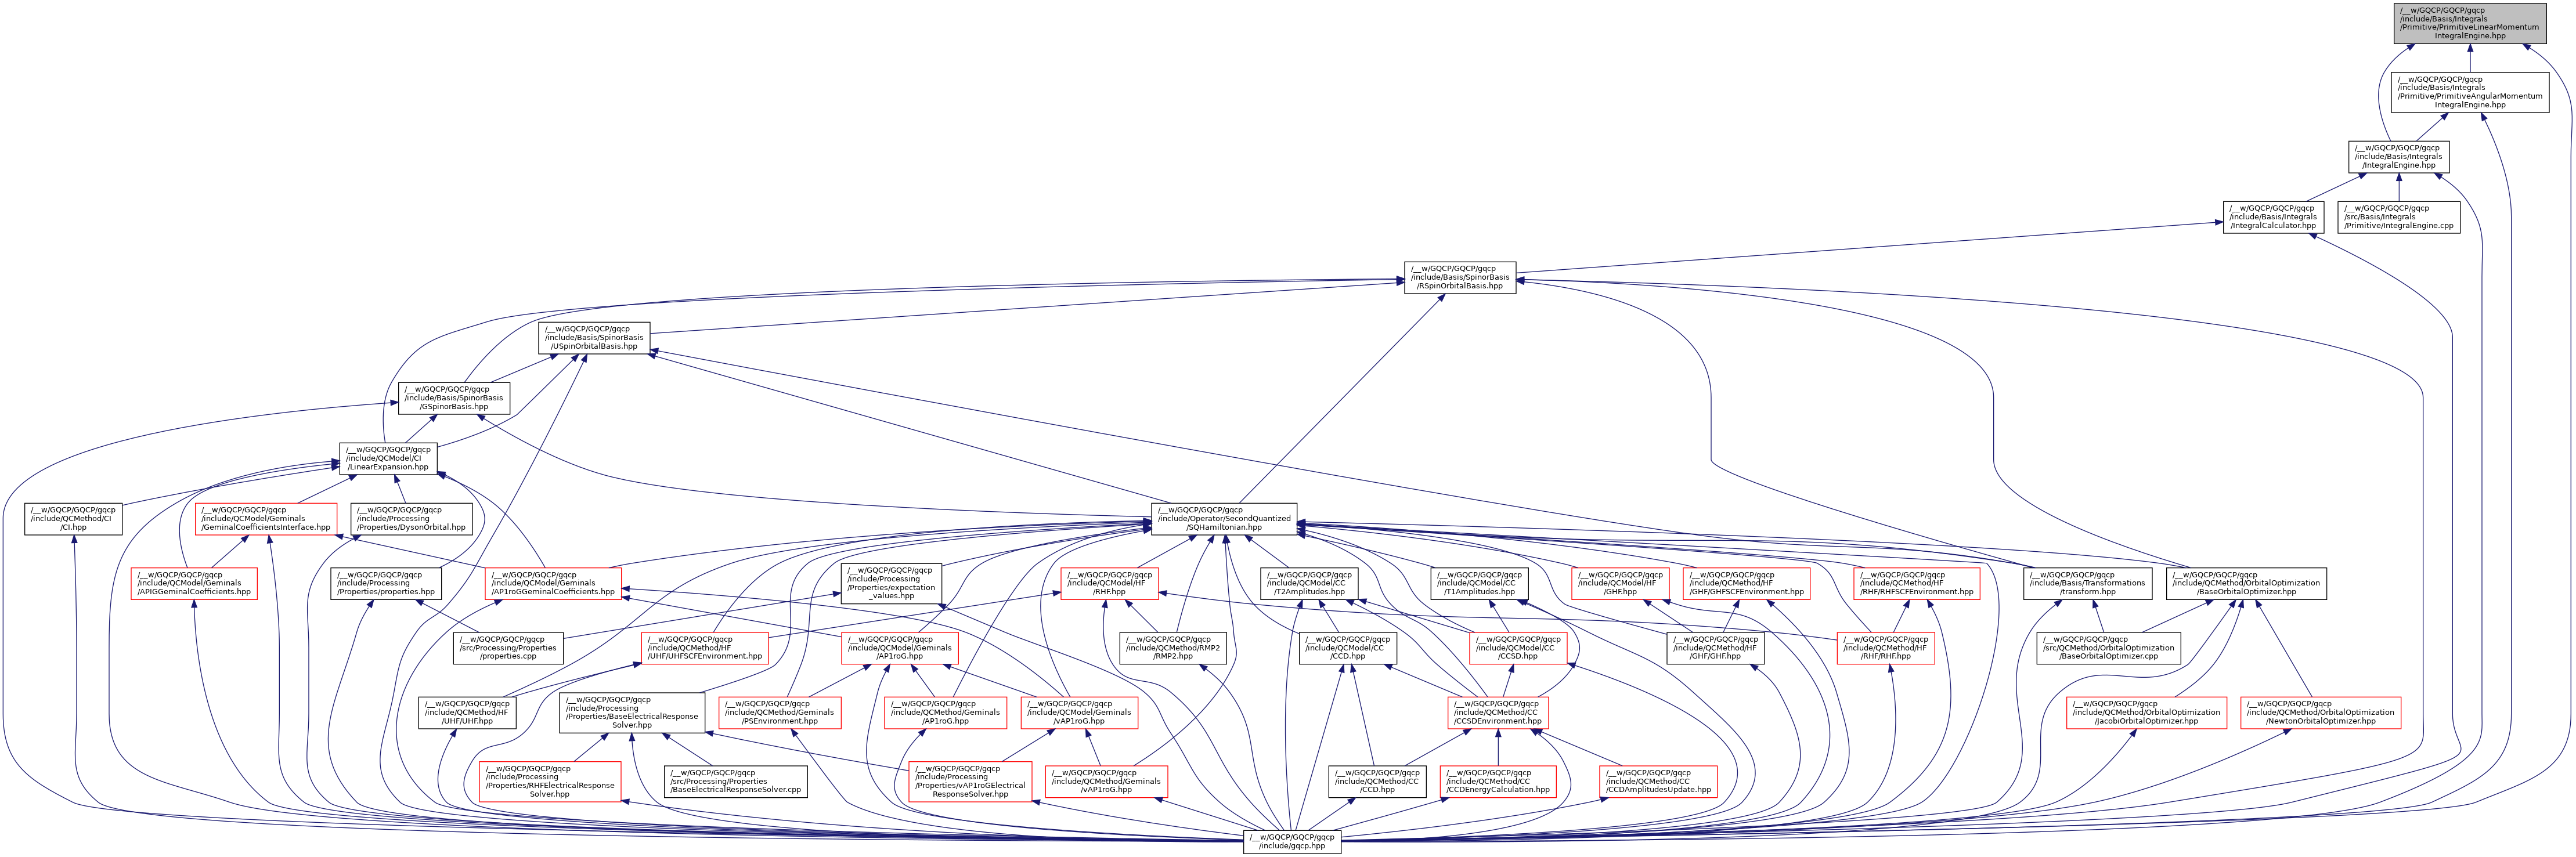 /__w/GQCP/GQCP/gqcp
/include/Basis/Integrals
/Primitive/PrimitiveLinearMomentum
IntegralEngine.hpp
/__w/GQCP/GQCP/gqcp
/include/Basis/Integrals
/Primitive/PrimitiveAngularMomentum
IntegralEngine.hpp
/__w/GQCP/GQCP/gqcp
/include/Basis/Integrals
/IntegralEngine.hpp
/__w/GQCP/GQCP/gqcp
/include/Basis/Integrals
/IntegralCalculator.hpp
/__w/GQCP/GQCP/gqcp
/src/Basis/Integrals
/Primitive/IntegralEngine.cpp
/__w/GQCP/GQCP/gqcp
/include/Basis/SpinorBasis
/RSpinOrbitalBasis.hpp
/__w/GQCP/GQCP/gqcp
/include/Basis/SpinorBasis
/USpinOrbitalBasis.hpp
/__w/GQCP/GQCP/gqcp
/include/Basis/SpinorBasis
/GSpinorBasis.hpp
/__w/GQCP/GQCP/gqcp
/include/QCModel/CI
/LinearExpansion.hpp
/__w/GQCP/GQCP/gqcp
/include/QCMethod/CI
/CI.hpp
/__w/GQCP/GQCP/gqcp
/include/QCModel/Geminals
/GeminalCoefficientsInterface.hpp
/__w/GQCP/GQCP/gqcp
/include/Processing
/Properties/DysonOrbital.hpp
/__w/GQCP/GQCP/gqcp
/include/Operator/SecondQuantized
/SQHamiltonian.hpp
/__w/GQCP/GQCP/gqcp
/include/QCModel/Geminals
/APIGGeminalCoefficients.hpp
/__w/GQCP/GQCP/gqcp
/include/Processing
/Properties/properties.hpp
/__w/GQCP/GQCP/gqcp
/include/QCModel/Geminals
/AP1roGGeminalCoefficients.hpp
/__w/GQCP/GQCP/gqcp
/include/Processing
/Properties/expectation
_values.hpp
/__w/GQCP/GQCP/gqcp
/include/QCModel/HF
/RHF.hpp
/__w/GQCP/GQCP/gqcp
/include/QCModel/CC
/T2Amplitudes.hpp
/__w/GQCP/GQCP/gqcp
/include/QCModel/CC
/T1Amplitudes.hpp
/__w/GQCP/GQCP/gqcp
/include/QCModel/HF
/GHF.hpp
/__w/GQCP/GQCP/gqcp
/include/QCMethod/HF
/GHF/GHFSCFEnvironment.hpp
/__w/GQCP/GQCP/gqcp
/include/QCMethod/HF
/RHF/RHFSCFEnvironment.hpp
/__w/GQCP/GQCP/gqcp
/include/Basis/Transformations
/transform.hpp
/__w/GQCP/GQCP/gqcp
/include/QCMethod/OrbitalOptimization
/BaseOrbitalOptimizer.hpp
/__w/GQCP/GQCP/gqcp
/src/Processing/Properties
/properties.cpp
/__w/GQCP/GQCP/gqcp
/include/QCMethod/HF
/UHF/UHFSCFEnvironment.hpp
/__w/GQCP/GQCP/gqcp
/include/QCModel/Geminals
/AP1roG.hpp
/__w/GQCP/GQCP/gqcp
/include/QCMethod/RMP2
/RMP2.hpp
/__w/GQCP/GQCP/gqcp
/include/QCModel/CC
/CCD.hpp
/__w/GQCP/GQCP/gqcp
/include/QCModel/CC
/CCSD.hpp
/__w/GQCP/GQCP/gqcp
/include/QCMethod/HF
/GHF/GHF.hpp
/__w/GQCP/GQCP/gqcp
/include/QCMethod/HF
/RHF/RHF.hpp
/__w/GQCP/GQCP/gqcp
/src/QCMethod/OrbitalOptimization
/BaseOrbitalOptimizer.cpp
/__w/GQCP/GQCP/gqcp
/include/QCMethod/HF
/UHF/UHF.hpp
/__w/GQCP/GQCP/gqcp
/include/Processing
/Properties/BaseElectricalResponse
Solver.hpp
/__w/GQCP/GQCP/gqcp
/include/QCMethod/Geminals
/PSEnvironment.hpp
/__w/GQCP/GQCP/gqcp
/include/QCMethod/Geminals
/AP1roG.hpp
/__w/GQCP/GQCP/gqcp
/include/QCModel/Geminals
/vAP1roG.hpp
/__w/GQCP/GQCP/gqcp
/include/QCMethod/CC
/CCSDEnvironment.hpp
/__w/GQCP/GQCP/gqcp
/include/QCMethod/OrbitalOptimization
/JacobiOrbitalOptimizer.hpp
/__w/GQCP/GQCP/gqcp
/include/QCMethod/OrbitalOptimization
/NewtonOrbitalOptimizer.hpp
/__w/GQCP/GQCP/gqcp
/include/Processing
/Properties/RHFElectricalResponse
Solver.hpp
/__w/GQCP/GQCP/gqcp
/src/Processing/Properties
/BaseElectricalResponseSolver.cpp
/__w/GQCP/GQCP/gqcp
/include/Processing
/Properties/vAP1roGElectrical
ResponseSolver.hpp
/__w/GQCP/GQCP/gqcp
/include/QCMethod/Geminals
/vAP1roG.hpp
/__w/GQCP/GQCP/gqcp
/include/QCMethod/CC
/CCD.hpp
/__w/GQCP/GQCP/gqcp
/include/QCMethod/CC
/CCDEnergyCalculation.hpp
/__w/GQCP/GQCP/gqcp
/include/QCMethod/CC
/CCDAmplitudesUpdate.hpp
/__w/GQCP/GQCP/gqcp
/include/gqcp.hpp